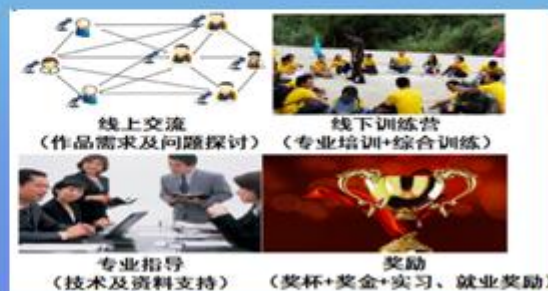 线上交流
（作品需求及问题探讨）
线下训练营
（专业培训+综合训练）
专业指导
（技术及资料支持）
奖励
（奖杯+奖金+实习、就业奖励）